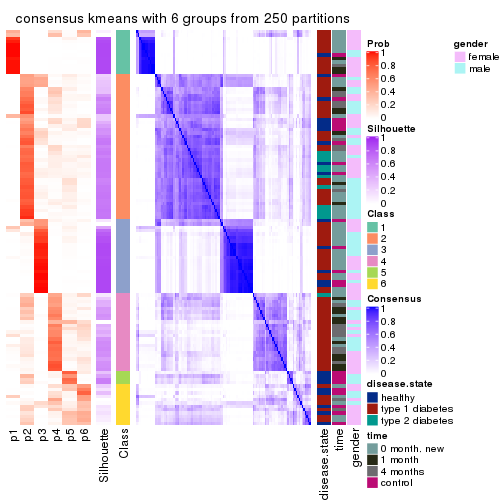 consensus kmeans with 6 groups from 250 partitions
Prob
0.8
0.6
0.4
0.2
0
gender
female
male
Silhouette
1
0.8
0.6
0.4
0.2
0
Class
1
2
3
4
5
6
Consensus
1
0.8
0.6
0.4
0.2
0
disease.state
healthy
type 1 diabetes
type 2 diabetes
time
0 month, new
1 month
4 months
control
p1
p2
p3
p4
p5
p6
Silhouette
Class
disease.state
time
gender